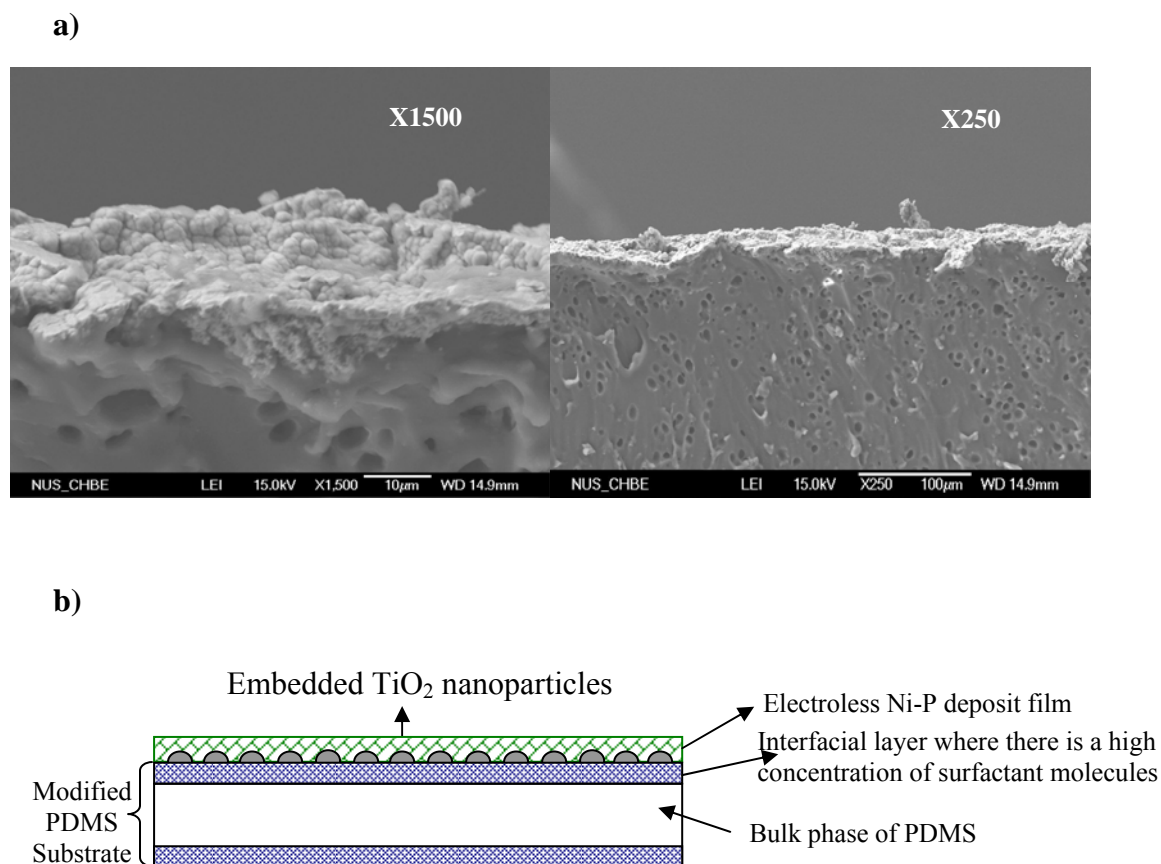 a)
X1500
X250
NUS_CHBE LEI 15.0kV X1,500 10μm WD 14.9mm
NUS_CHBE LEI 15.0kV X250 100μm WD 14.9mm
b)
Embedded TiO₂ nanoparticles
Electroless Ni-P deposit film
Interfacial layer where there is a high
concentration of surfactant molecules
Modified
PDMS
Substrate
Bulk phase of PDMS